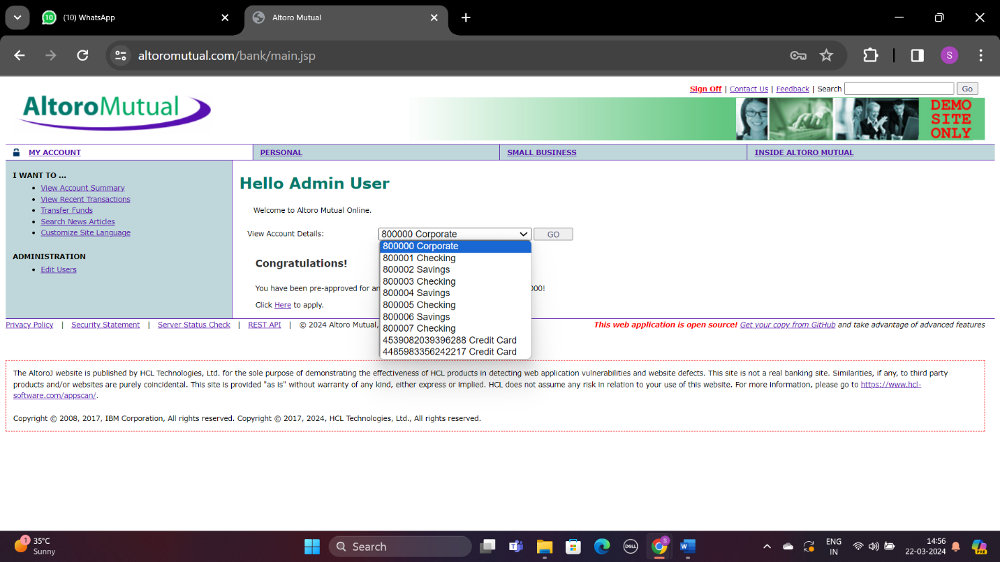 10
(10) WhatsApp
Altoro Mutual
altoromutual.com/bank/main.jsp
S
Sign Off | Contact Us | Feedback | Search
Go
AltoroMutual
DEMO
SITE
ONLY
MY ACCOUNT
PERSONAL
SMALL BUSINESS
INSIDE ALTORO MUTUAL
I WANT TO ...
• View Account Summary
• View Recent Transactions
• Transfer Funds
• Search News Articles
• Customize Site Language
ADMINISTRATION
• Edit Users
Hello Admin User
Welcome to Altoro Mutual Online.
View Account Details:
800000 Corporate
GO
800000 Corporate
800001 Checking
800002 Savings
800003 Checking
800004 Savings
800005 Checking
800006 Savings
800007 Checking
4539082039396288 Credit Card
4485983356242217 Credit Card
Congratulations!
You have been pre-approved for
Click Here to apply.
Privacy Policy | Security Statement | Server Status Check | REST API | © 2024 Altoro Mutual,
This web application is open source! Get your copy from GitHub and take advantage of advanced features
The AltoroJ website is published by HCL Technologies, Ltd. for the sole purpose of demonstrating the effectiveness of HCL products in detecting web application vulnerabilities and website defects. This site is not a real banking site. Similarities, if any, to third party
products and/or websites are purely coincidental. This site is provided "as is" without warranty of any kind, either express or implied. HCL does not assume any risk in relation to your use of this website. For more information, please go to https://www.hcl-
software.com/appscan/.
Copyright © 2008, 2017, IBM Corporation, All rights reserved. Copyright © 2017, 2024, HCL Technologies, Ltd., All rights reserved.
1
35°C
Sunny
Search
DELL
S
W
ENG
IN
14:56
22-03-2024
PRE